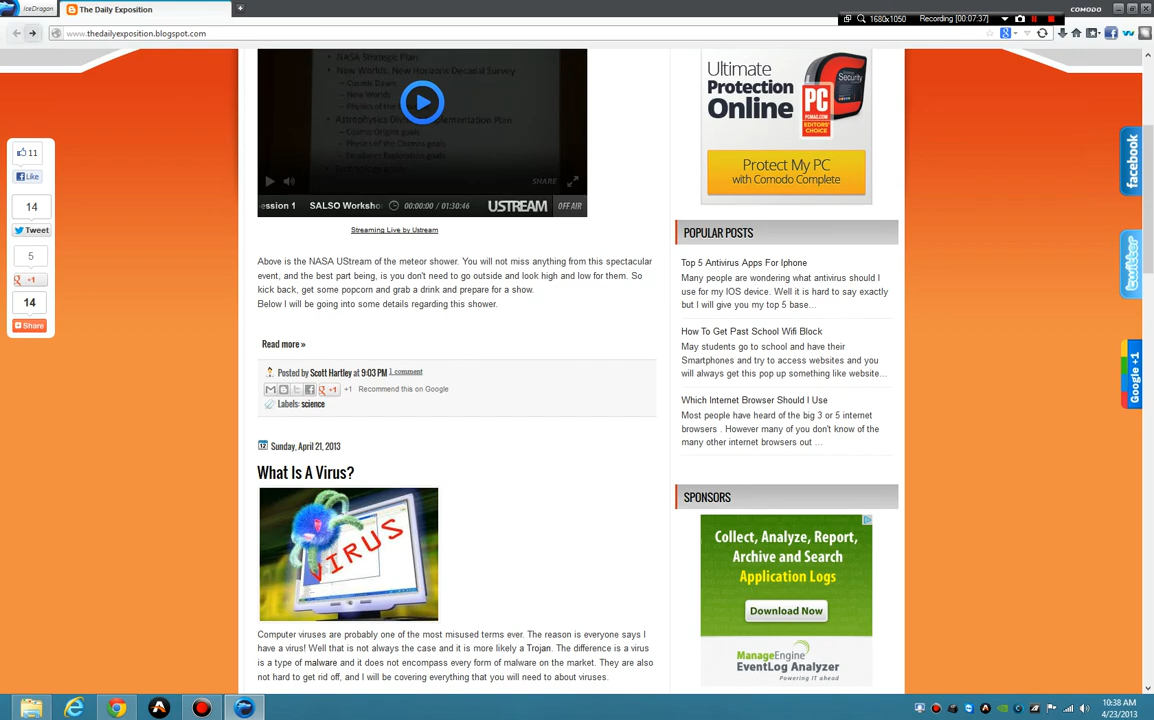 IceDragon
The Daily Exposition
1680x1050
Recording [00:07:37]
COMODO
www.thedailyexposition.blogspot.com
NASA Strategic Plan
New Worlds, New Horizons Decadal Survey
Cosmic Dawn
New Worlds
Physics of the
Astrophysics Implementation Plan
Cosmic Origins goals
Physics of the Cosmos goals
Exoplanet Exploration goals
SHARE
ession 1 SALSO Worksho 00:00:00 / 01:30:46 USTREAM OFF AIR
Streaming Live by Ustream
Above is the NASA UStream of the meteor shower. You will not miss anything from this spectacular
event, and the best part being, is you don't need to go outside and look high and low for them. So
kick back, get some popcorn and grab a drink and prepare for a show.
Below I will be going into some details regarding this shower.
Read more »
Posted by Scott Hartley at 9:03 PM 1 comment
+1 +1 Recommend this on Google
Labels: science
Sunday, April 21, 2013
What Is A Virus?
VIRUS
Computer viruses are probably one of the most misused terms ever. The reason is everyone says I
have a virus! Well that is not always the case and it is more likely a Trojan. The difference is a virus
is a type of malware and it does not encompass every form of malware on the market. They are also
not hard to get rid off, and I will be covering everything that you will need to about viruses.
11
Like
14
Tweet
5
+1
14
Share
Ultimate
Protection
Online
Security
PC
PCMAG.COM
EDITORS'
CHOICE
Protect My PC
with Comodo Complete
POPULAR POSTS
Top 5 Antivirus Apps For Iphone
Many people are wondering what antivirus should I
use for my IOS device. Well it is hard to say exactly
but I will give you my top 5 base...
How To Get Past School Wifi Block
May students go to school and have their
Smartphones and try to access websites and you
will always get this pop up something like website...
Which Internet Browser Should I Use
Most people have heard of the big 3 or 5 internet
browsers . However many of you don't know of the
many other internet browsers out ...
SPONSORS
Collect, Analyze, Report,
Archive and Search
Application Logs
Download Now
ManageEngine
EventLog Analyzer
Powering IT ahead
facebook
twitter
Google +1
10:38 AM
4/23/2013